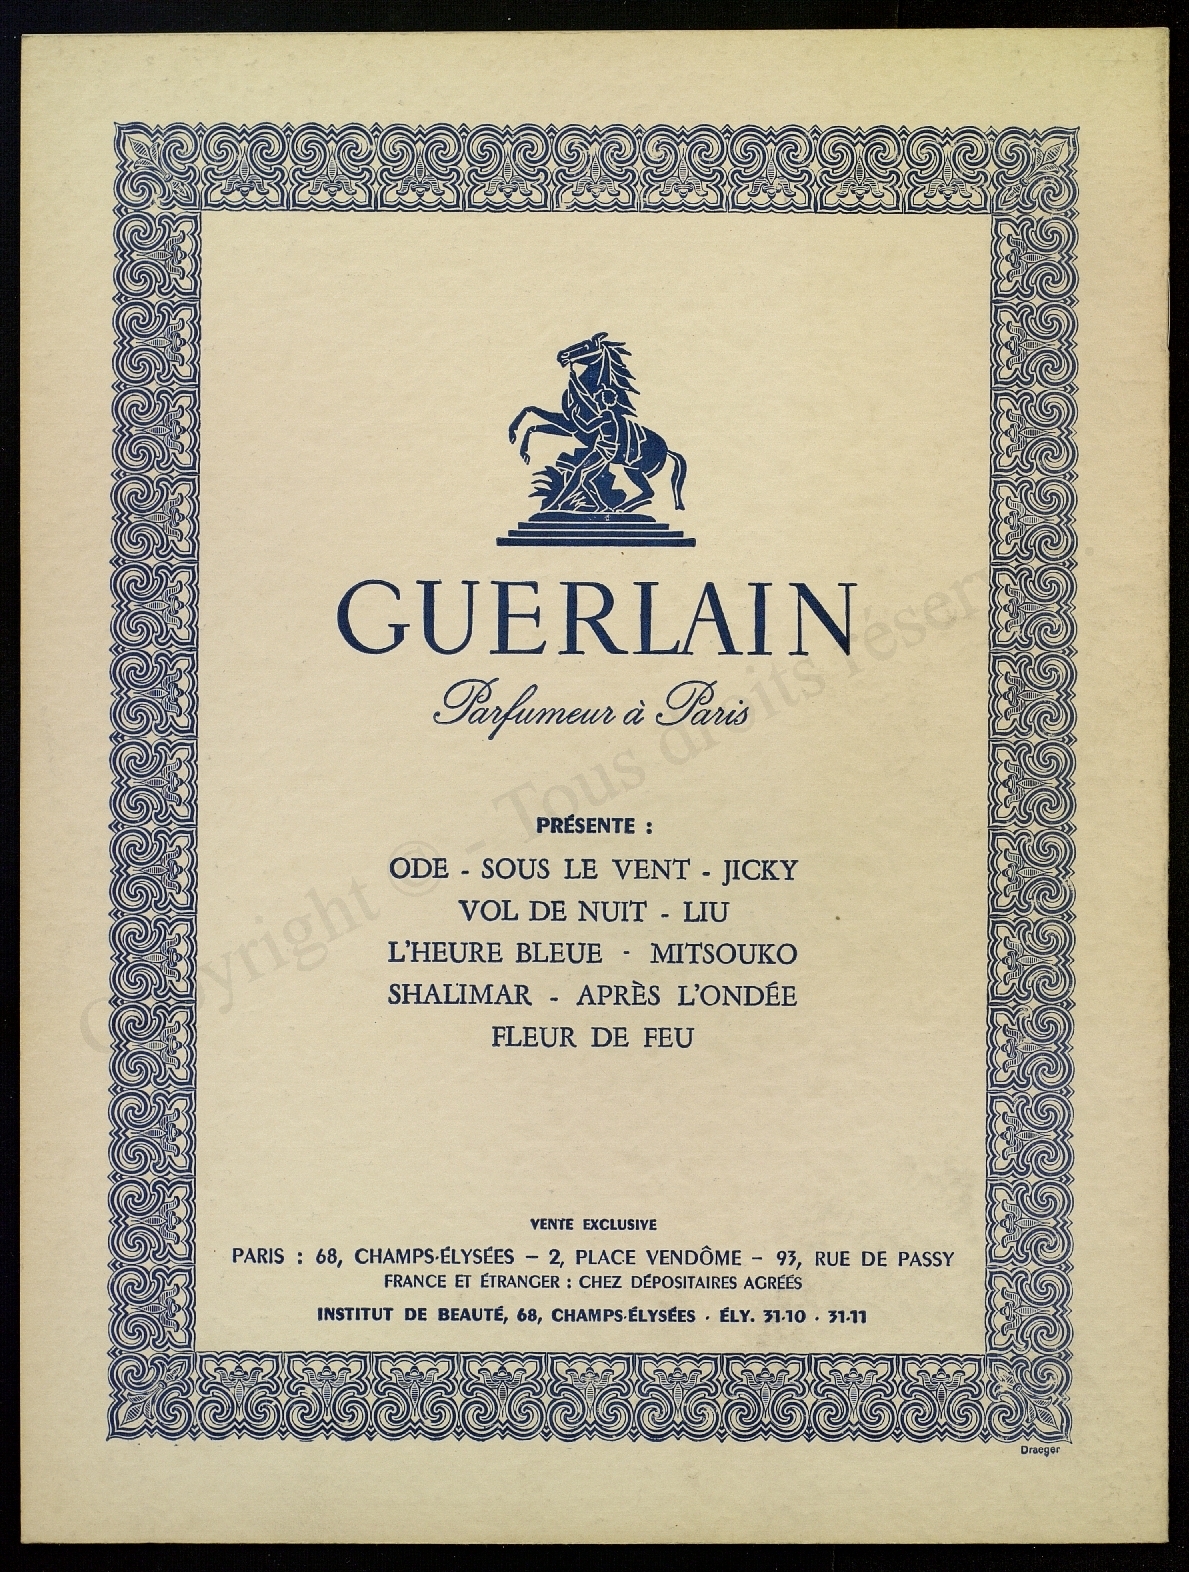 GUERLAIN
Parfumeur à Paris
PRÉSENTE :
ODE - SOUS LE VENT - JICKY
VOL DE NUIT - LIU
L'HEURE BLEUE - MITSOUKO
SHALIMAR - APRÈS L'ONDÉE
FLEUR DE FEU
VENTE EXCLUSIVE
PARIS : 68, CHAMPS-ÉLYSÉES – 2, PLACE VENDÔME – 93, RUE DE PASSY
FRANCE ET ÉTRANGER : CHEZ DÉPOSITAIRES AGRÉÉS
INSTITUT DE BEAUTÉ, 68, CHAMPS-ÉLYSÉES · ÉLY. 31-10 · 31-11
Draeger
Copyright © - Tous droits